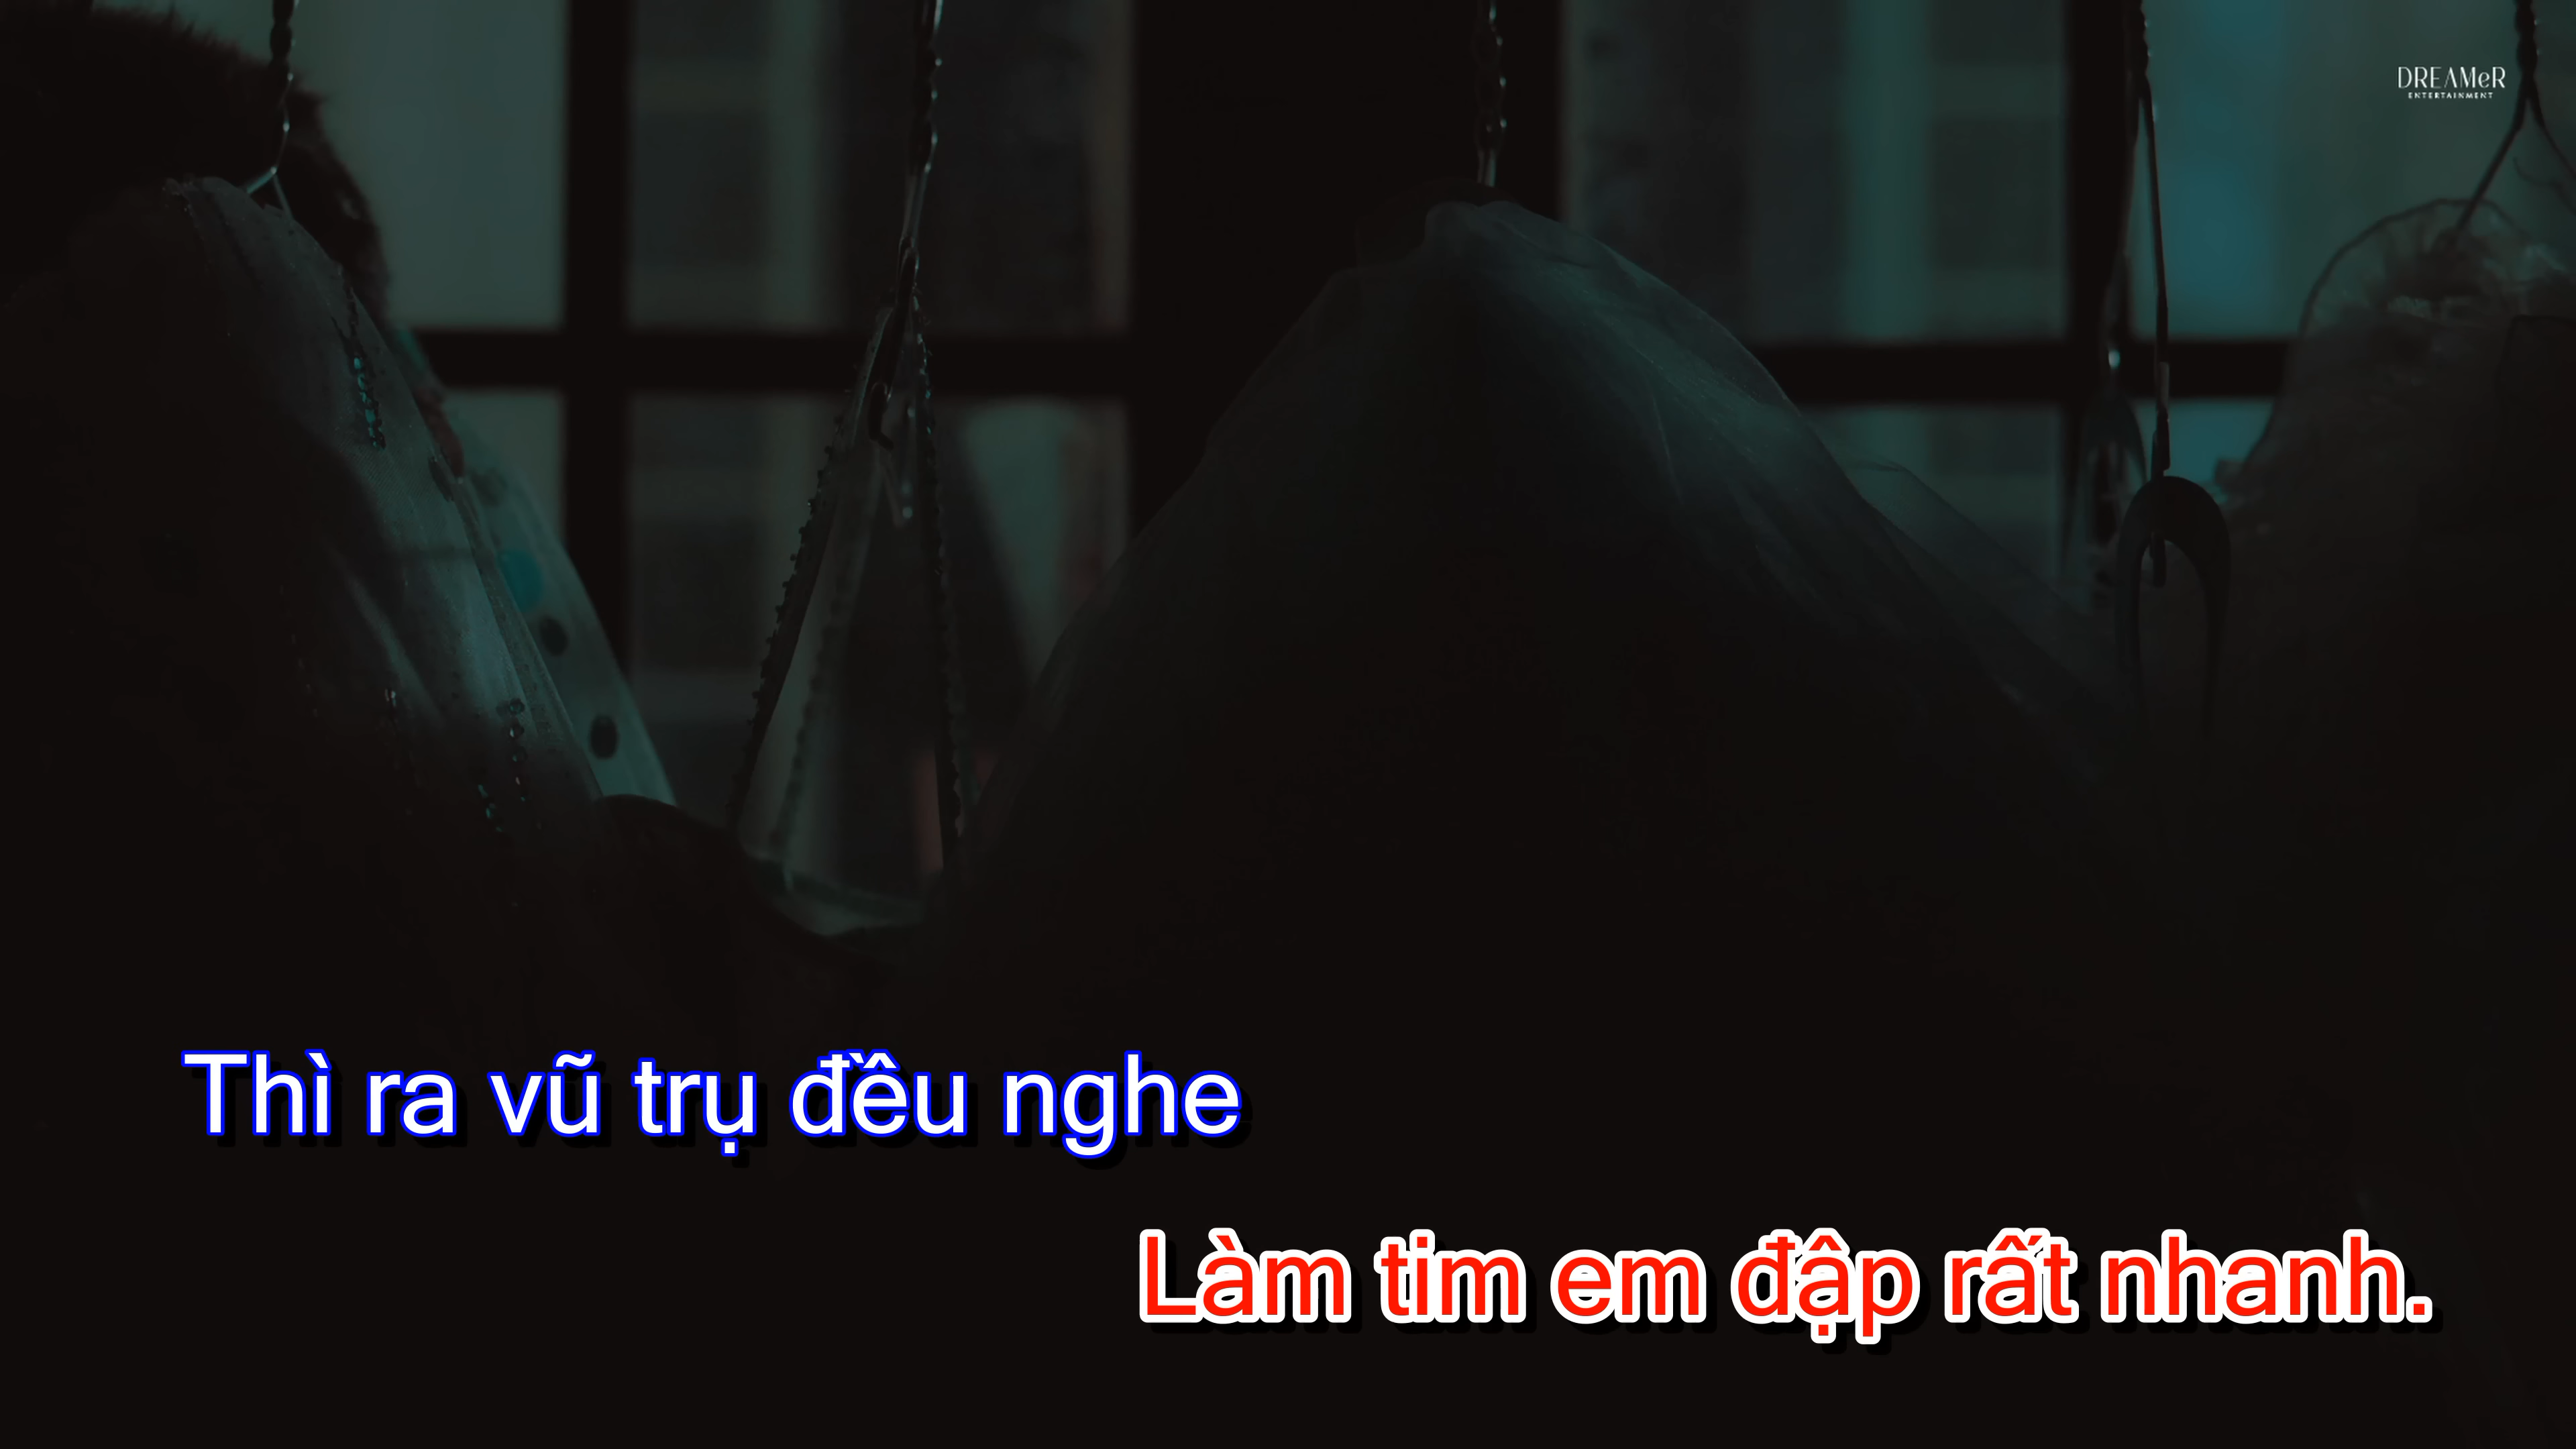 DREAMeR
ENTERTAINMENT
Thì ra vũ trụ đều nghe
Làm tim em đập rất nhanh.